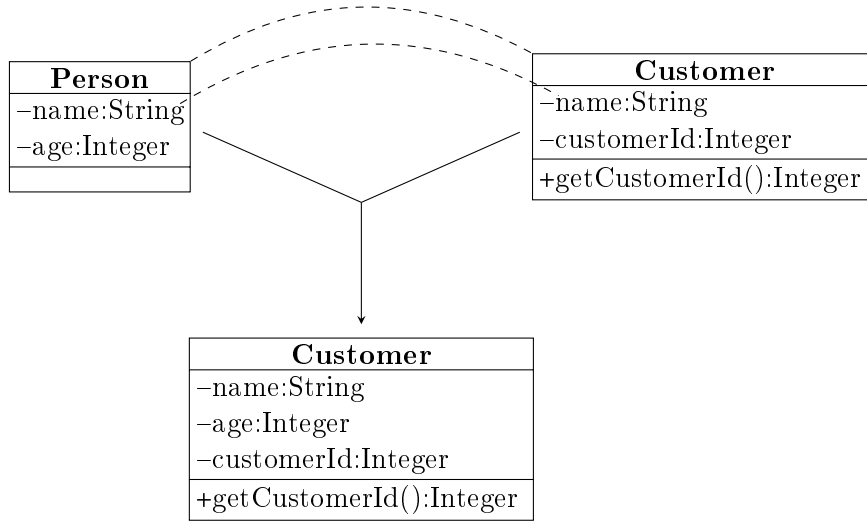 Person
–name:String
–age:Integer
Customer
–name:String
–customerId:Integer
+getCustomerId():Integer
Customer
–name:String
–age:Integer
–customerId:Integer
+getCustomerId():Integer